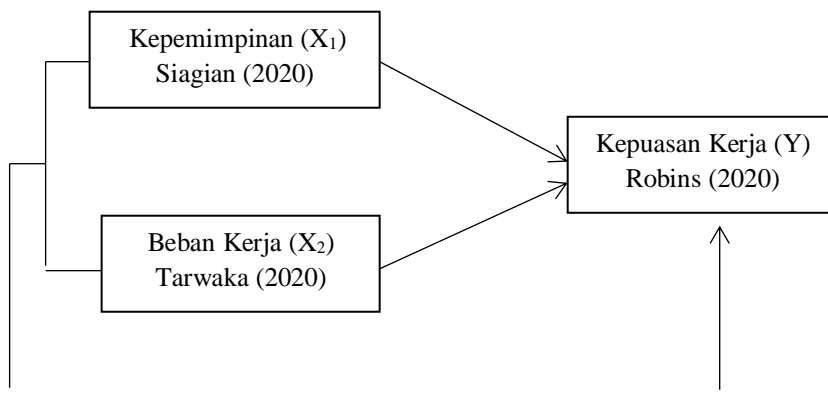 Kepemimpinan (X₁)
Siagian (2020)
Kepuasan Kerja (Y)
Robins (2020)
Beban Kerja (X₂)
Tarwaka (2020)